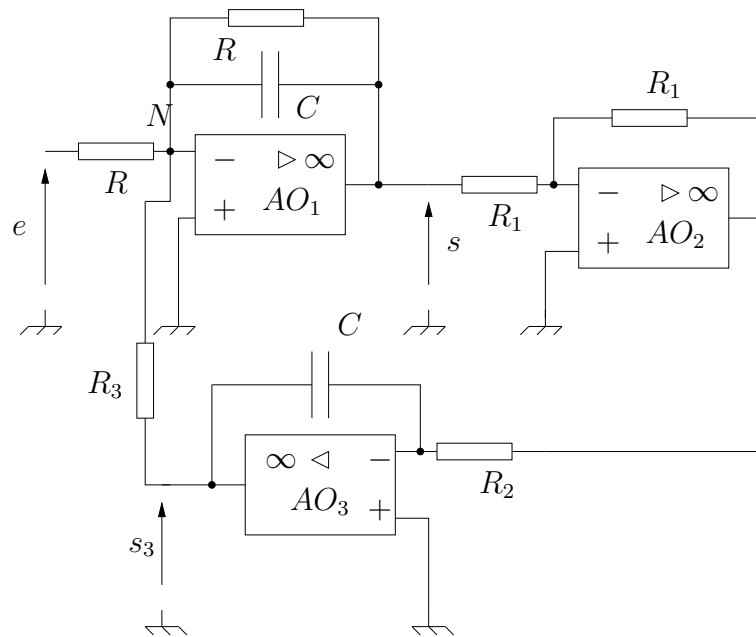 R
R₁
C
N
− ▷ ∞
R
AO₁
+
− ▷ ∞
e
R₁
s
AO₂
+
C
R₃
∞ ◁ −
R₂
AO₃
+
s₃